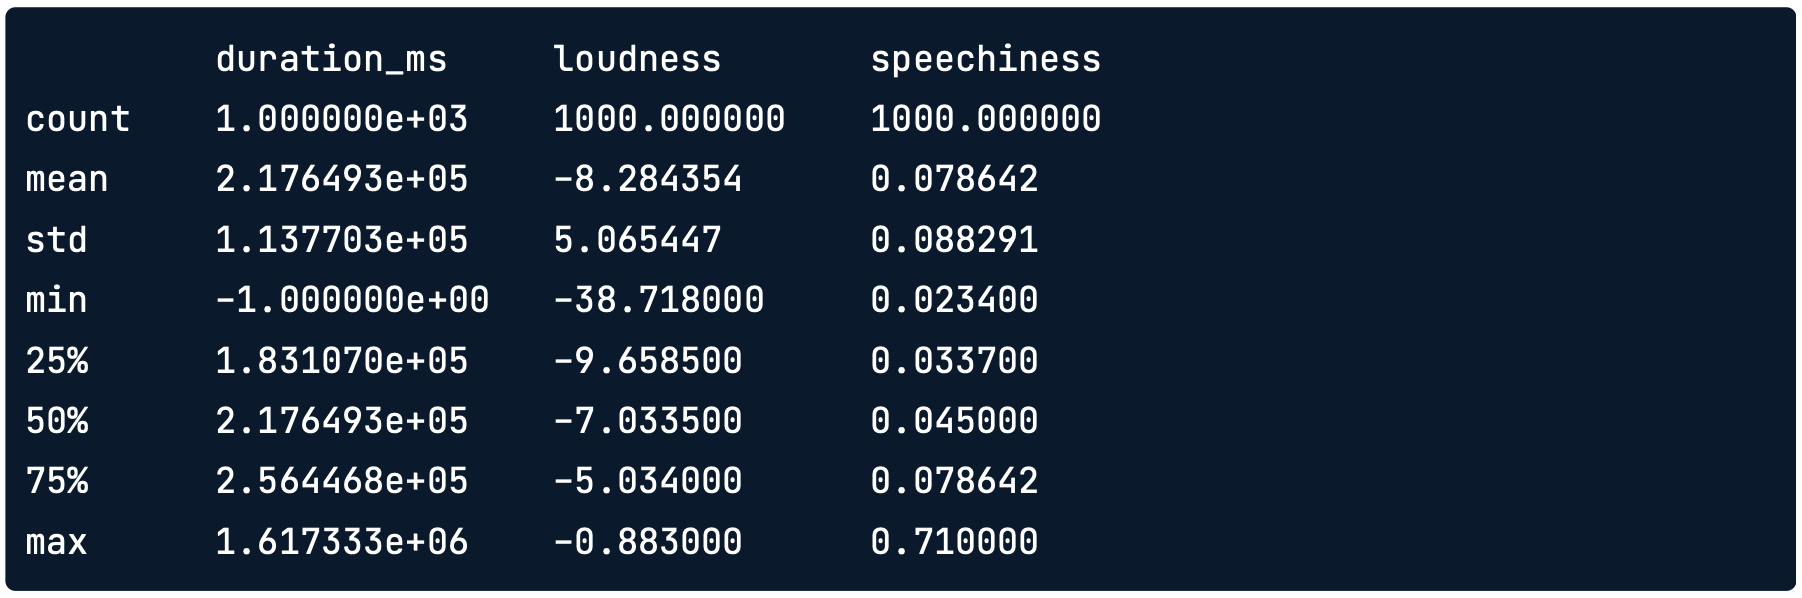 duration_ms loudness speechiness
count 1.000000e+03 1000.000000 1000.000000
mean 2.176493e+05 -8.284354 0.078642
std 1.137703e+05 5.065447 0.088291
min -1.000000e+00 -38.718000 0.023400
25% 1.831070e+05 -9.658500 0.033700
50% 2.176493e+05 -7.033500 0.045000
75% 2.564468e+05 -5.034000 0.078642
max 1.617333e+06 -0.883000 0.710000